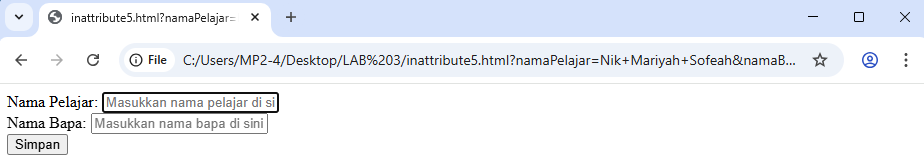 inattribute5.html?namaPelajar=
File C:/Users/MP2-4/Desktop/LAB%203/inattribute5.html?namaPelajar=Nik+Mariyah+Sofeah&namaB...
Nama Pelajar: Masukkan nama pelajar di si
Nama Bapa: Masukkan nama bapa di sini
Simpan